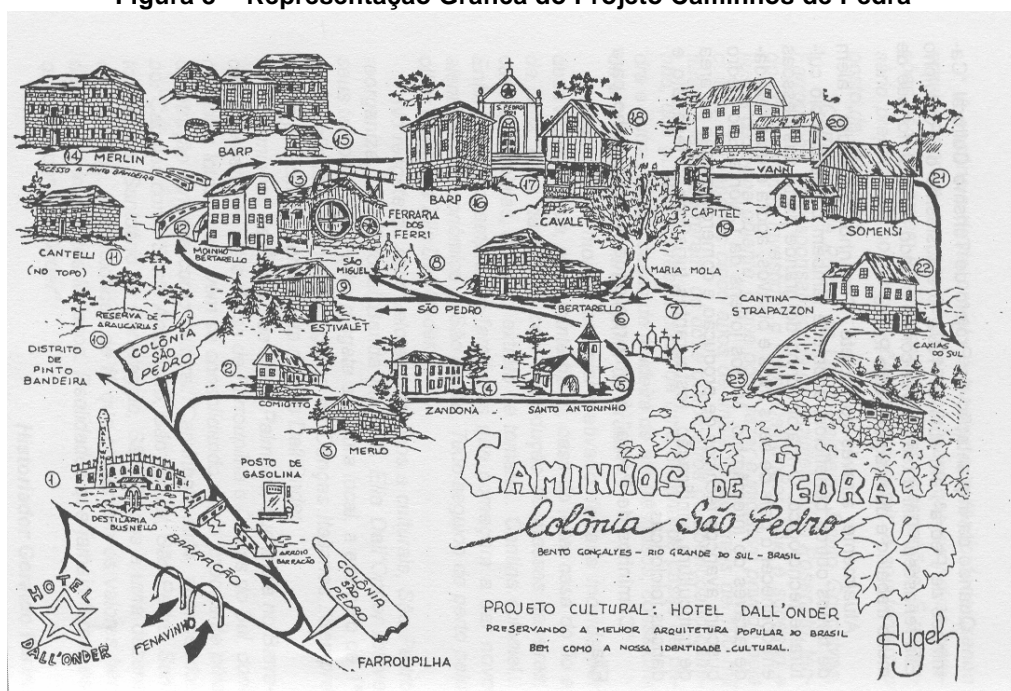 Figura 3 – Representação Gráfica do Projeto Caminhos de Pedra
14 MERLIN
ACESSO A PINTO BANDEIRA
BARP
15
13
S. PEDRO
18
20
BARP
16
17
CAVALET
VANNI
CAPITEL
19
SOMENSI
21
CANTELLI
11
(NO TOPO)
12
MOINHO
BERTARELLO
FERRARIA
DOS
FERRI
SÃO
MIGUEL
8
9
ESTIVALET
SÃO PEDRO
BERTARELLO
6
MARIA MOLA
7
22
CANTINA
STRAPAZZON
CAXIAS
DO SUL
RESERVA DE
ARAUCÁRIAS
10
DISTRITO
DE
PINTO
BANDEIRA
COLÔNIA
SÃO
PEDRO
2
COMIOTTO
3 MERLO
4
ZANDONÁ
SANTO ANTONINHO
5
23
1
DESTILARIA
BUSNELLO
POSTO DE
GASOLINA
BARRACÃO
ARROIO
BARRACÃO
COLÔNIA
SÃO
PEDRO
HOTEL
DALL'ONDER
FENAVINHO
FARROUPILHA
CAMINHOS DE PEDRA
Colônia São Pedro
BENTO GONÇALVES – RIO GRANDE DO SUL – BRASIL
PROJETO CULTURAL: HOTEL DALL'ONDER
PRESERVANDO A MELHOR ARQUITETURA POPULAR DO BRASIL
BEM COMO A NOSSA IDENTIDADE CULTURAL.